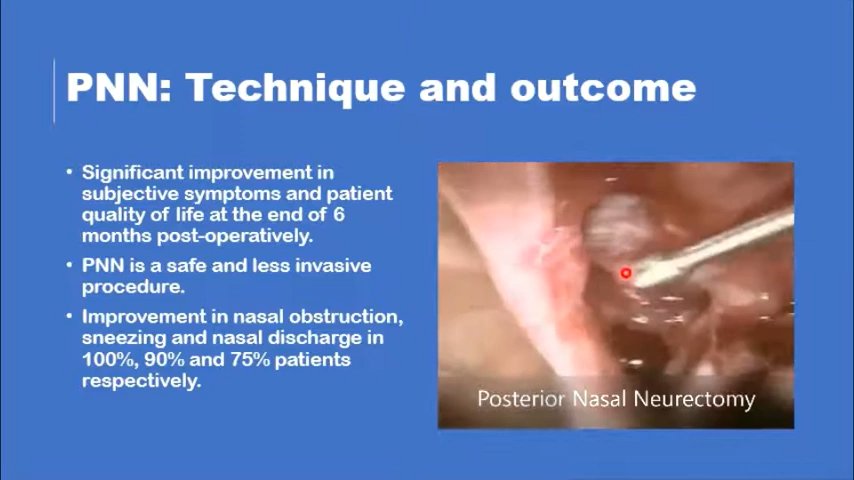 PNN: Technique and outcome
• Significant improvement in
subjective symptoms and patient
quality of life at the end of 6
months post-operatively.
• PNN is a safe and less invasive
procedure.
• Improvement in nasal obstruction,
sneezing and nasal discharge in
100%, 90% and 75% patients
respectively.
Posterior Nasal Neurectomy